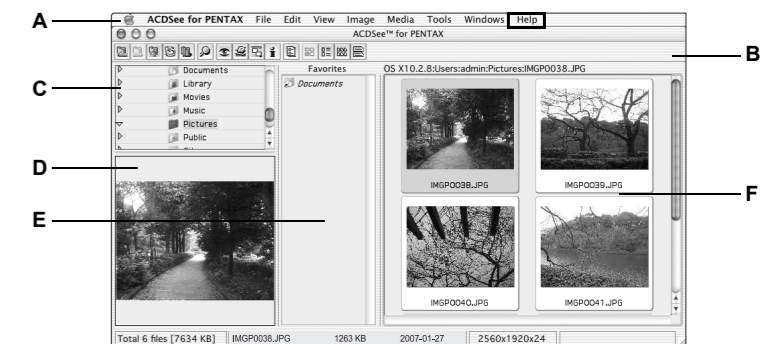 A
ACDSee for PENTAX File Edit View Image Media Tools Windows Help
ACDSee™ for PENTAX
B
Favorites OS X10.2.8:Users:admin:Pictures:IMGP0038.JPG
Documents
Documents
Library
C
Movies
Music
Pictures
Public
D
IMGP0038.JPG IMGP0039.JPG
F
E
IMGP0040.JPG IMGP0041.JPG
Total 6 files [7634 KB] IMGP0038.JPG 1263 KB 2007-01-27 2560x1920x24